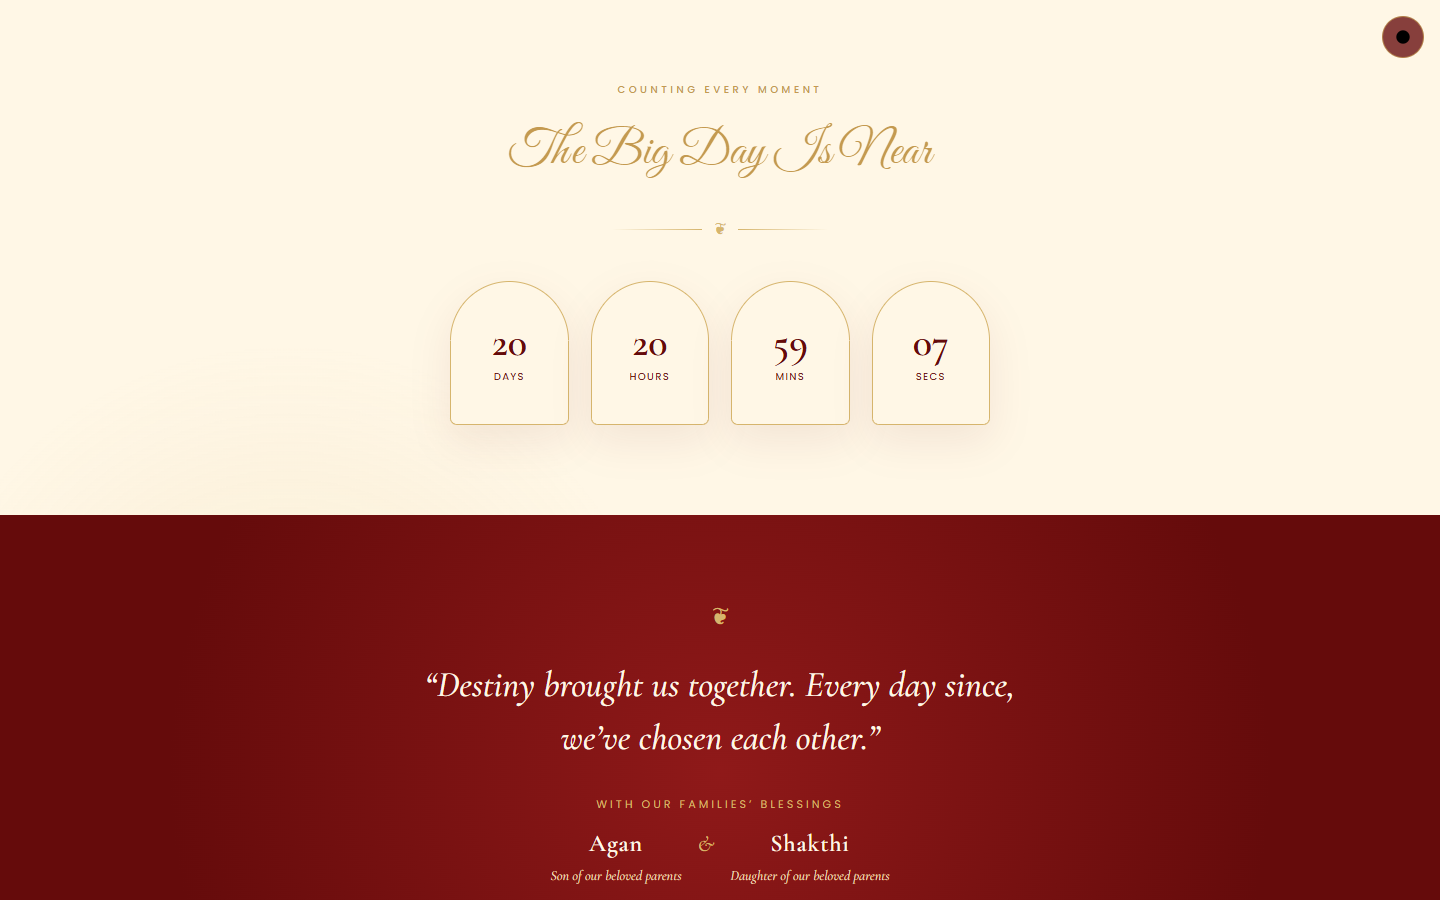 COUNTING EVERY MOMENT
The Big Day Is Near
20 20 59 07
DAYS HOURS MINS SECS
“Destiny brought us together. Every day since,
we’ve chosen each other.”
WITH OUR FAMILIES’ BLESSINGS
Agan & Shakthi
Son of our beloved parents Daughter of our beloved parents